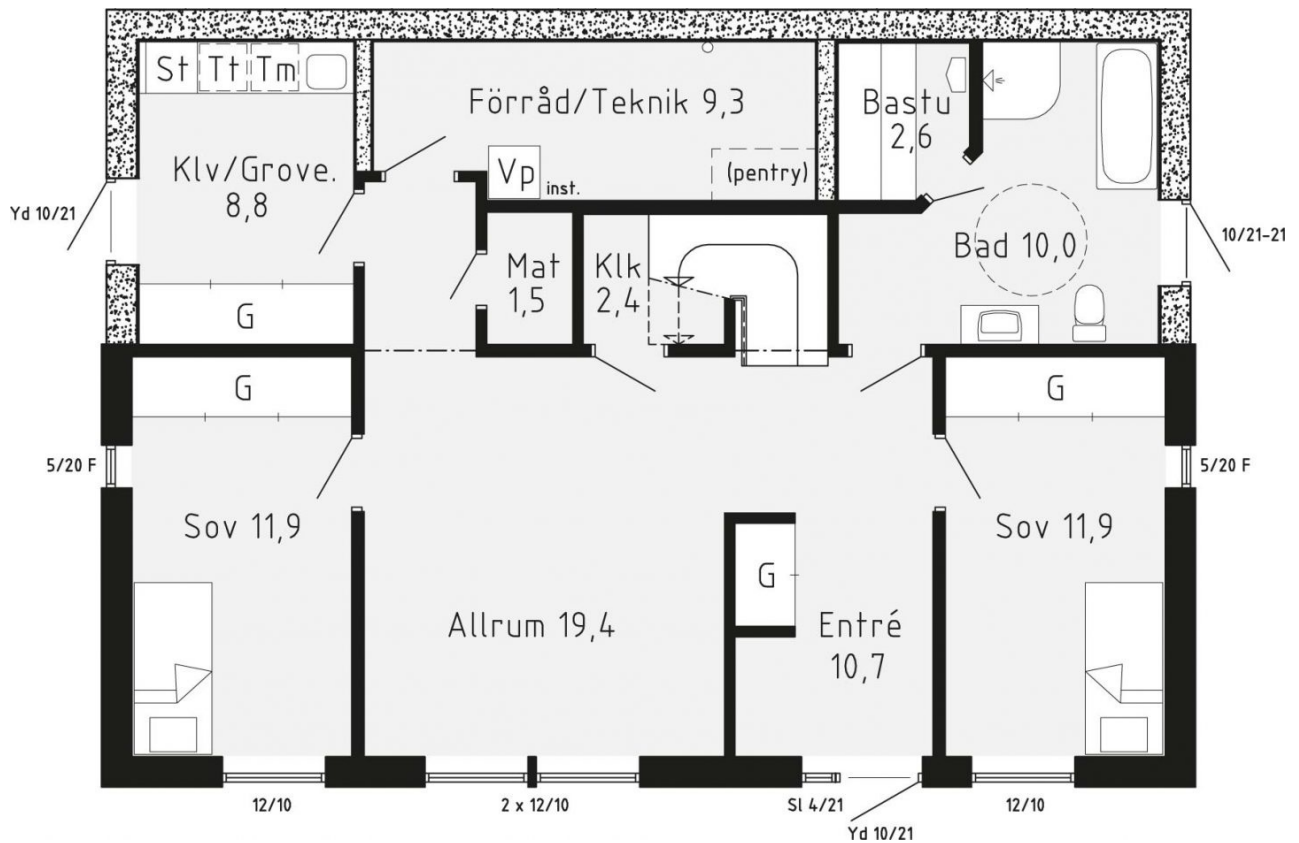 St Tt Tm
Förråd/Teknik 9,3
Bastu
2,6
Klv/Grove.
8,8
Vp
inst.
(pentry)
Yd 10/21
10/21-21
Mat
1,5
Klk
2,4
Bad 10,0
G
G
G
5/20 F
5/20 F
Sov 11,9
Sov 11,9
G
Allrum 19,4
Entré
10,7
12/10
2 x 12/10
Sl 4/21
12/10
Yd 10/21